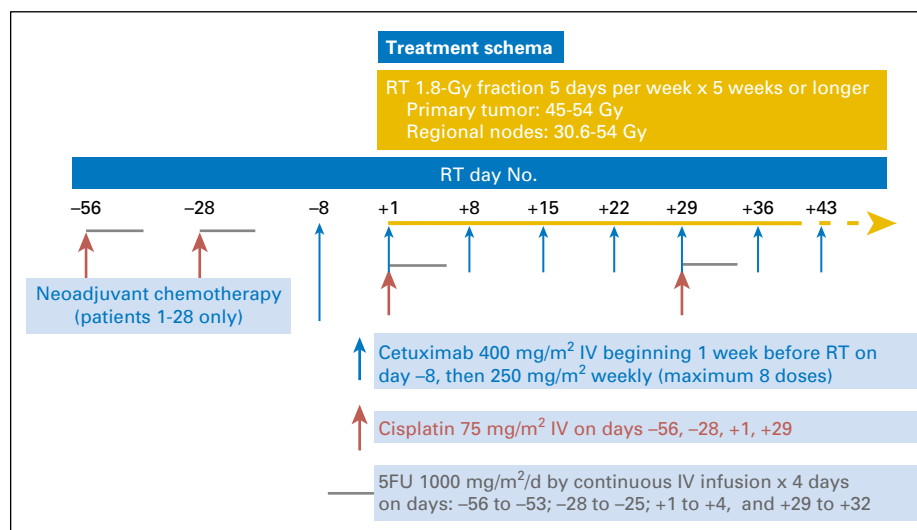 Treatment schema
RT 1.8-Gy fraction 5 days per week x 5 weeks or longer
Primary tumor: 45-54 Gy
Regional nodes: 30.6-54 Gy
RT day No.
–56 –28 –8 +1 +8 +15 +22 +29 +36 +43
Neoadjuvant chemotherapy
(patients 1-28 only)
Cetuximab 400 mg/m² IV beginning 1 week before RT on
day –8, then 250 mg/m² weekly (maximum 8 doses)
Cisplatin 75 mg/m² IV on days –56, –28, +1, +29
5FU 1000 mg/m²/d by continuous IV infusion x 4 days
on days: –56 to –53; –28 to –25; +1 to +4, and +29 to +32